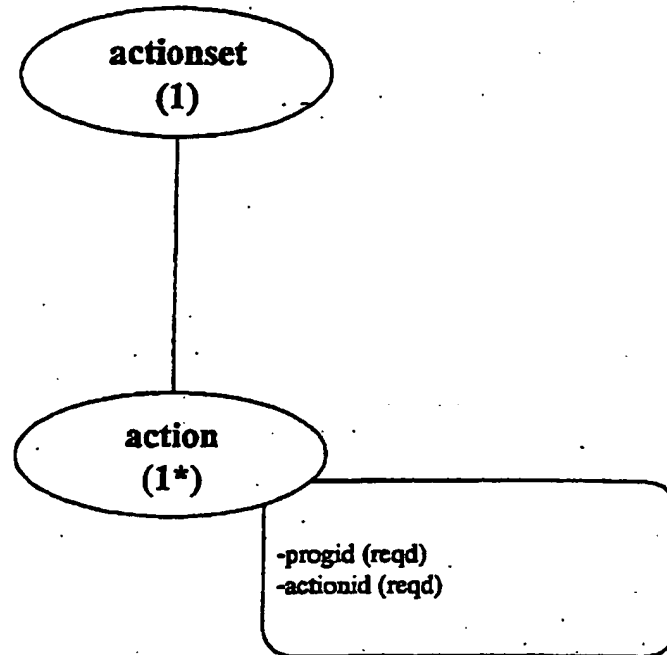 actionset
(1)
action
(1*)
-progid (reqd)
-actionid (reqd)